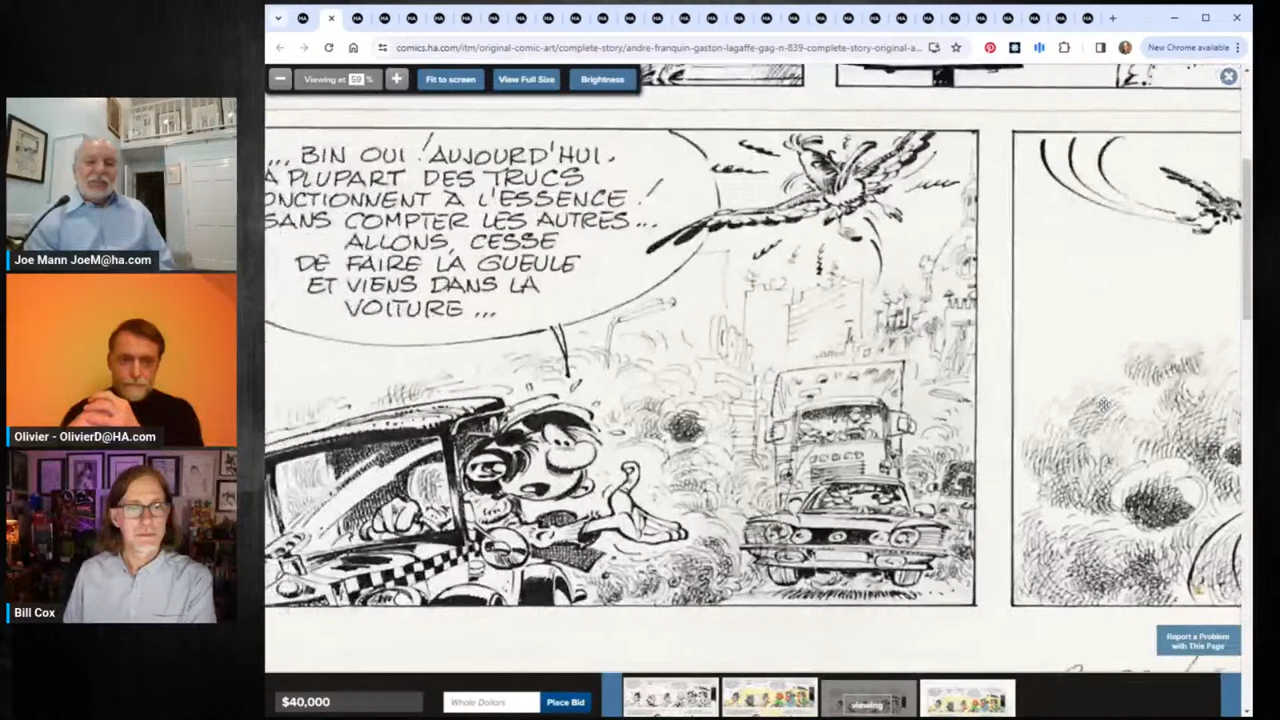 comics.ha.com/itm/original-comic-art/complete-story/andre-franquin-gaston-lagaffe-gag-n-839-complete-story-original-a...
New Chrome available
Viewing at 59 %
Fit to screen
View Full Size
Brightness
... BIN OUI ! AUJOURD'HUI,
A PLUPART DES TRUCS
ONCTIONNENT À L'ESSENCE !
SANS COMPTER LES AUTRES...
ALLONS, CESSE
DE FAIRE LA GUEULE
ET VIENS DANS LA
VOITURE ...
Joe Mann JoeM@ha.com
Olivier - OlivierD@HA.com
Bill Cox
Report a Problem
with This Page
$40,000
Whole Dollars
Place Bid
viewing